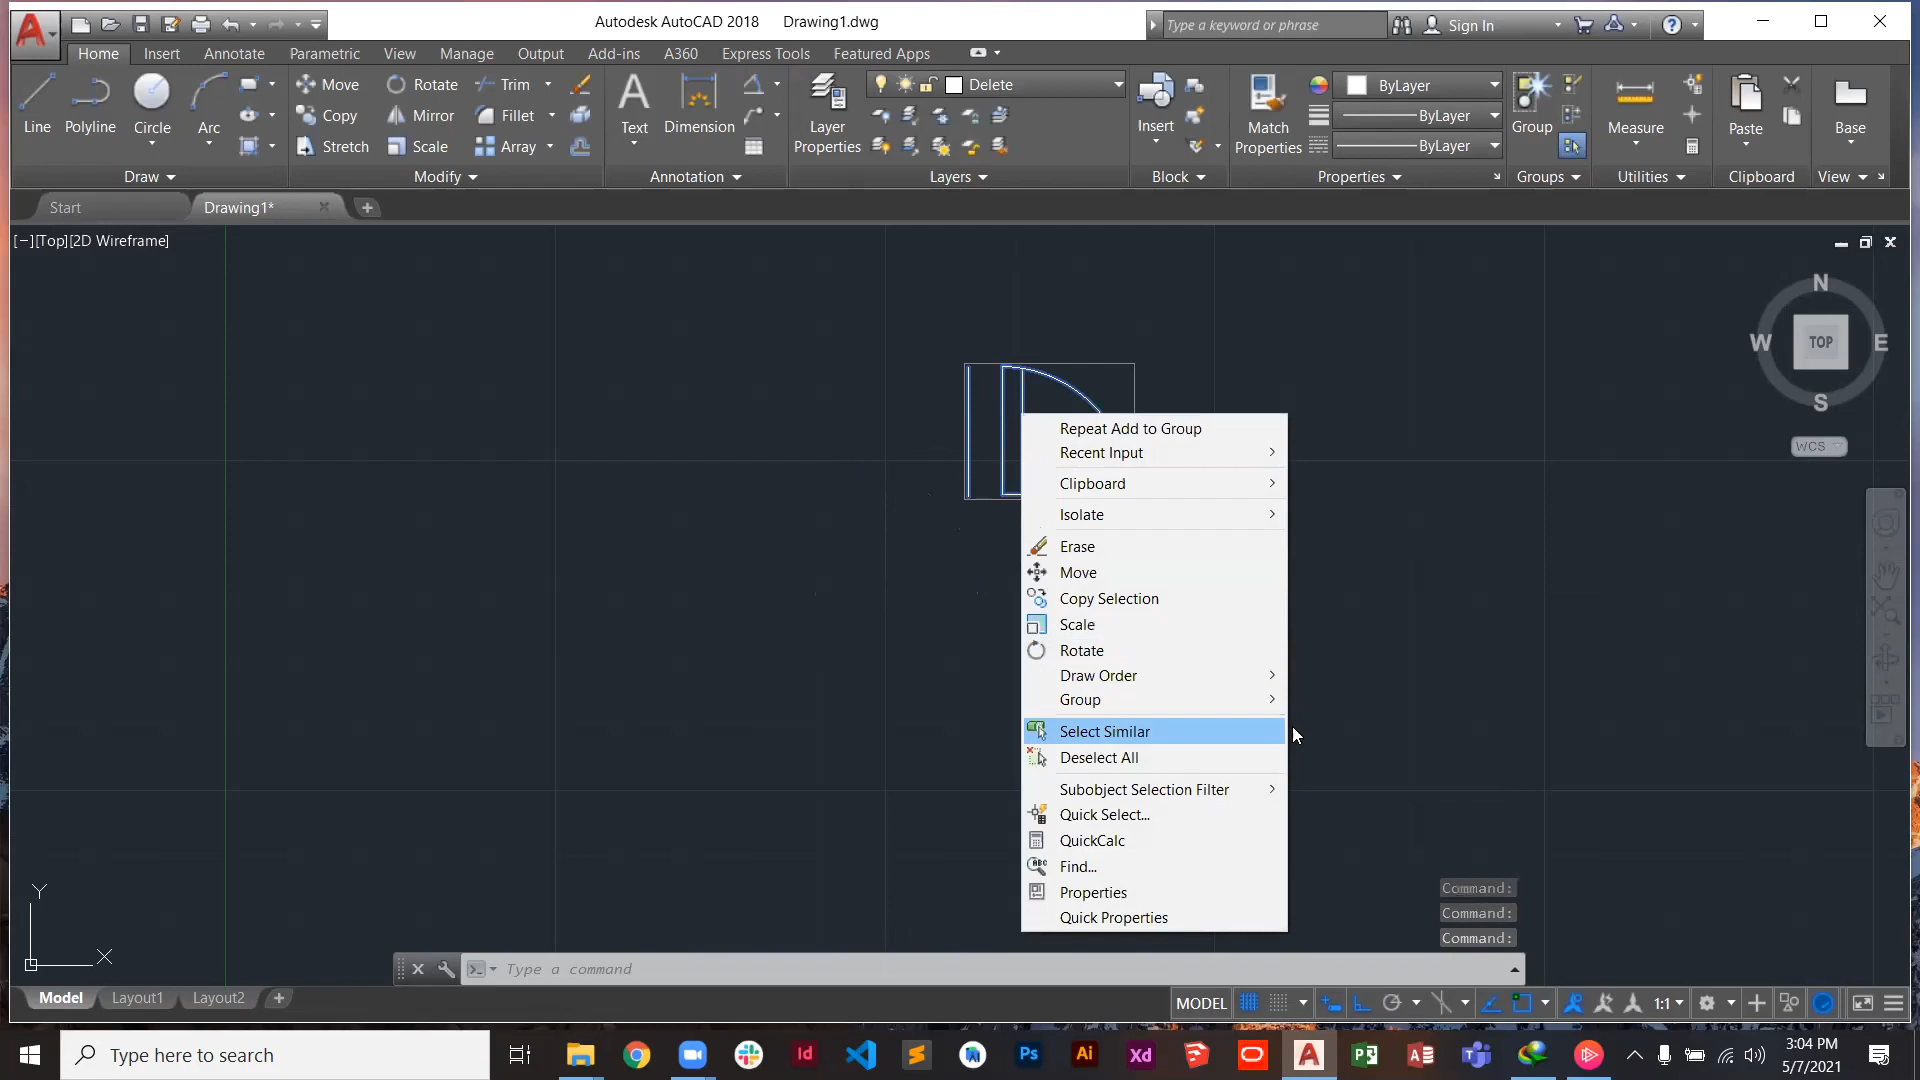 Autodesk AutoCAD 2018 Drawing1.dwg
Type a keyword or phrase
Sign In
Home Insert Annotate Parametric View Manage Output Add-ins A360 Express Tools Featured Apps
Line Polyline Circle Arc
Move Rotate Trim
Copy Mirror Fillet
Stretch Scale Array
Text Dimension
Layer Properties
Delete
Insert
Match Properties
ByLayer
ByLayer
ByLayer
Group
Measure
Paste
Base
Draw Modify Annotation Layers Block Properties Groups Utilities Clipboard View
Start Drawing1*
[−][Top][2D Wireframe]
N
W TOP E
S
WCS
Repeat Add to Group
Recent Input
Clipboard
Isolate
Erase
Move
Copy Selection
Scale
Rotate
Draw Order
Group
Select Similar
Deselect All
Subobject Selection Filter
Quick Select...
QuickCalc
ABC
Find...
Properties
Quick Properties
Y
X
Command:
Command:
Command:
Type a command
Model Layout1 Layout2
MODEL
1:1
Type here to search
Id
Ps
Ai
Xd
3:04 PM
5/7/2021